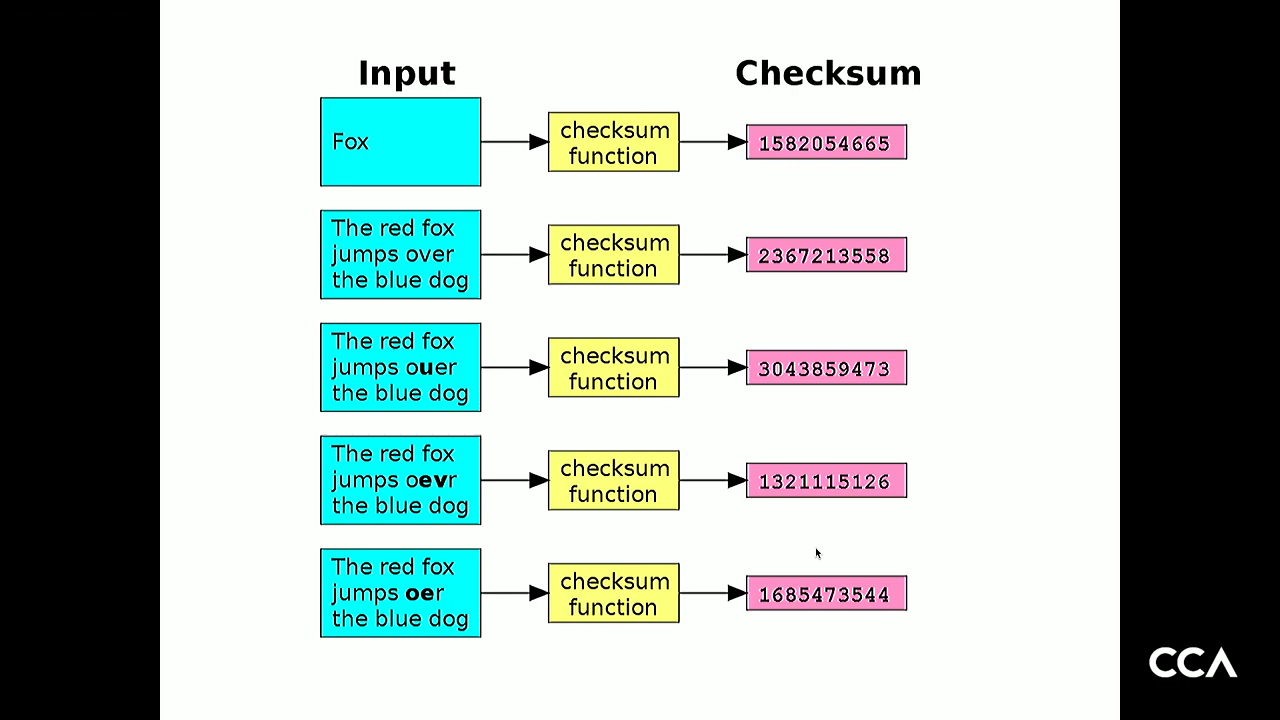 Input
Checksum
Fox
checksum
function
1582054665
The red fox
jumps over
the blue dog
checksum
function
2367213558
The red fox
jumps ouer
the blue dog
checksum
function
3043859473
The red fox
jumps oevr
the blue dog
checksum
function
1321115126
The red fox
jumps oer
the blue dog
checksum
function
1685473544
CCA